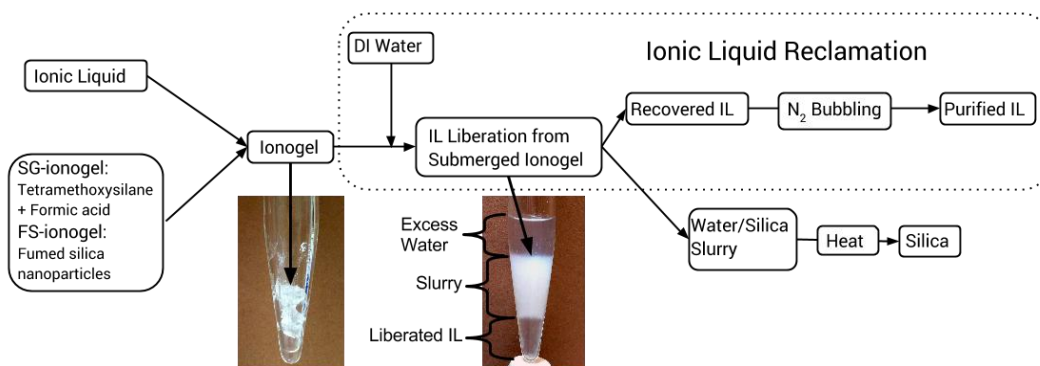 DI Water
Ionic Liquid Reclamation
Ionic Liquid
Recovered IL
N2 Bubbling
Purified IL
Ionogel
IL Liberation from
Submerged Ionogel
SG-ionogel:
Tetramethoxysilane
+ Formic acid
FS-ionogel:
Fumed silica
nanoparticles
Excess
Water
Slurry
Liberated IL
Water/Silica
Slurry
Heat
Silica